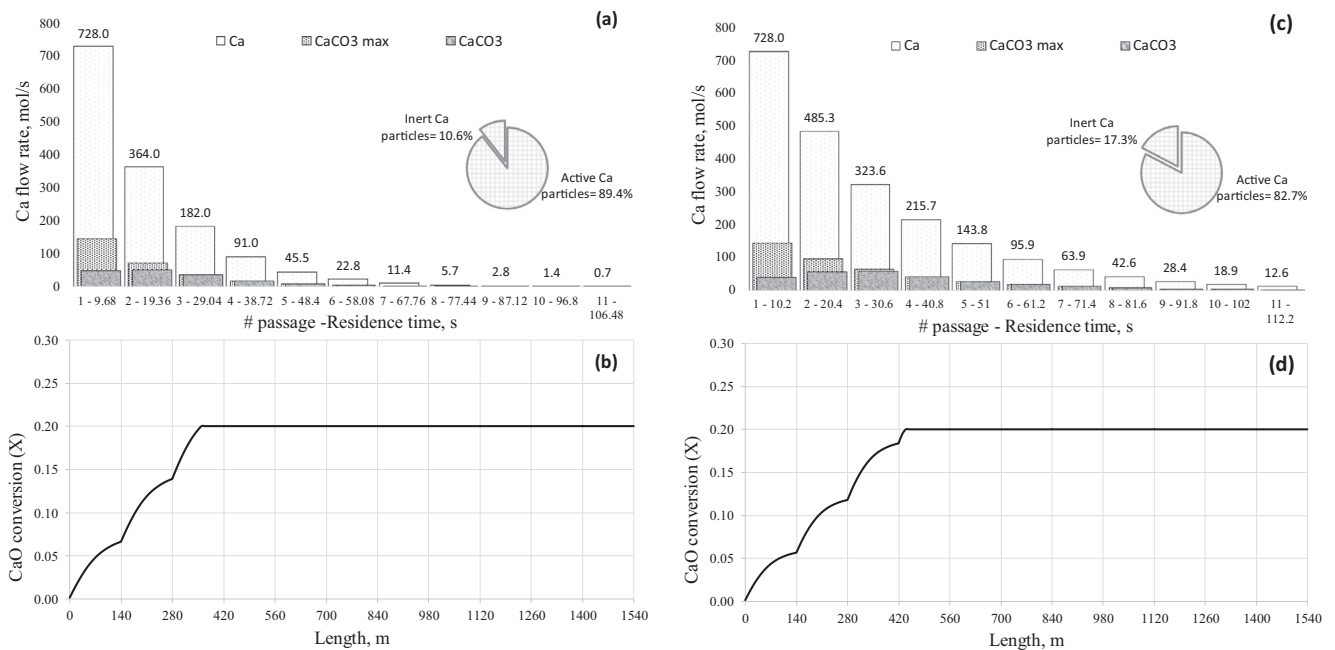 (a)
800
700
600
500
400
300
200
100
0
Ca flow rate, mol/s
Ca
CaCO3 max
CaCO3
728.0
364.0
182.0
91.0
45.5
22.8
11.4
5.7
2.8
1.4
0.7
Inert Ca
particles= 10.6%
Active Ca
particles= 89.4%
1 - 9.68
2 - 19.36
3 - 29.04
4 - 38.72
5 - 48.4
6 - 58.08
7 - 67.76
8 - 77.44
9 - 87.12
10 - 96.8
11 -
106.48
# passage -Residence time, s
(c)
800
700
600
500
400
300
200
100
0
Ca flow rate, mol/s
Ca
CaCO3 max
CaCO3
728.0
485.3
323.6
215.7
143.8
95.9
63.9
42.6
28.4
18.9
12.6
Inert Ca
particles= 17.3%
Active Ca
particles= 82.7%
1 - 10.2
2 - 20.4
3 - 30.6
4 - 40.8
5 - 51
6 - 61.2
7 - 71.4
8 - 81.6
9 - 91.8
10 - 102
11 -
112.2
# passage - Residence time, s
(b)
0.30
0.25
0.20
0.15
0.10
0.05
0.00
CaO conversion (X)
0
140
280
420
560
700
840
980
1120
1260
1400
1540
Length, m
(d)
0.30
0.25
0.20
0.15
0.10
0.05
0.00
CaO conversion (X)
0
140
280
420
560
700
840
980
1120
1260
1400
1540
Length, m